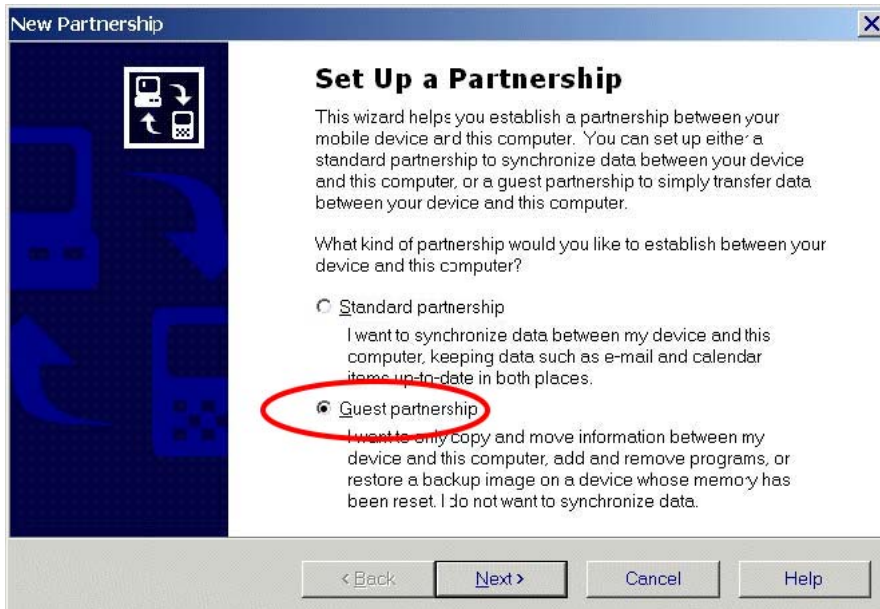 New Partnership
Set Up a Partnership
This wizard helps you establish a partnership between your
mobile device and this computer. You can set up either a
standard partnership to synchronize data between your device
and this computer, or a guest partnership to simply transfer data
between your device and this computer.
What kind of partnership would you like to establish between your
device and this computer?
Standard partnership
I want to synchronize data between my device and this
computer, keeping data such as e-mail and calendar
items up-to-date in both places.
Guest partnership
I want to only copy and move information between my
device and this computer, add and remove programs, or
restore a backup image on a device whose memory has
been reset. I do not want to synchronize data.
< Back
Next >
Cancel
Help